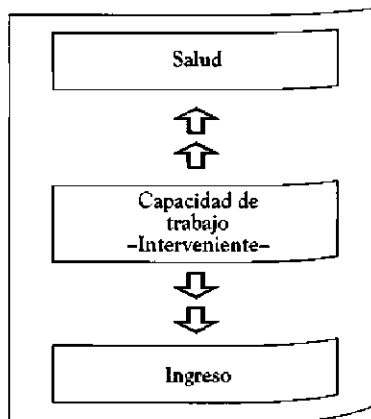 Salud
Capacidad de
trabajo
–Interveniente–
Ingreso